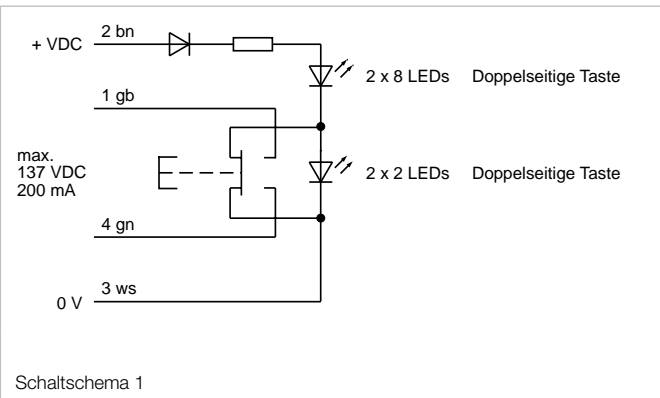 + VDC 2 bn
2 x 8 LEDs Doppelseitige Taste
1 gb
max.
137 VDC
200 mA
2 x 2 LEDs Doppelseitige Taste
4 gn
0 V 3 ws
Schaltschema 1